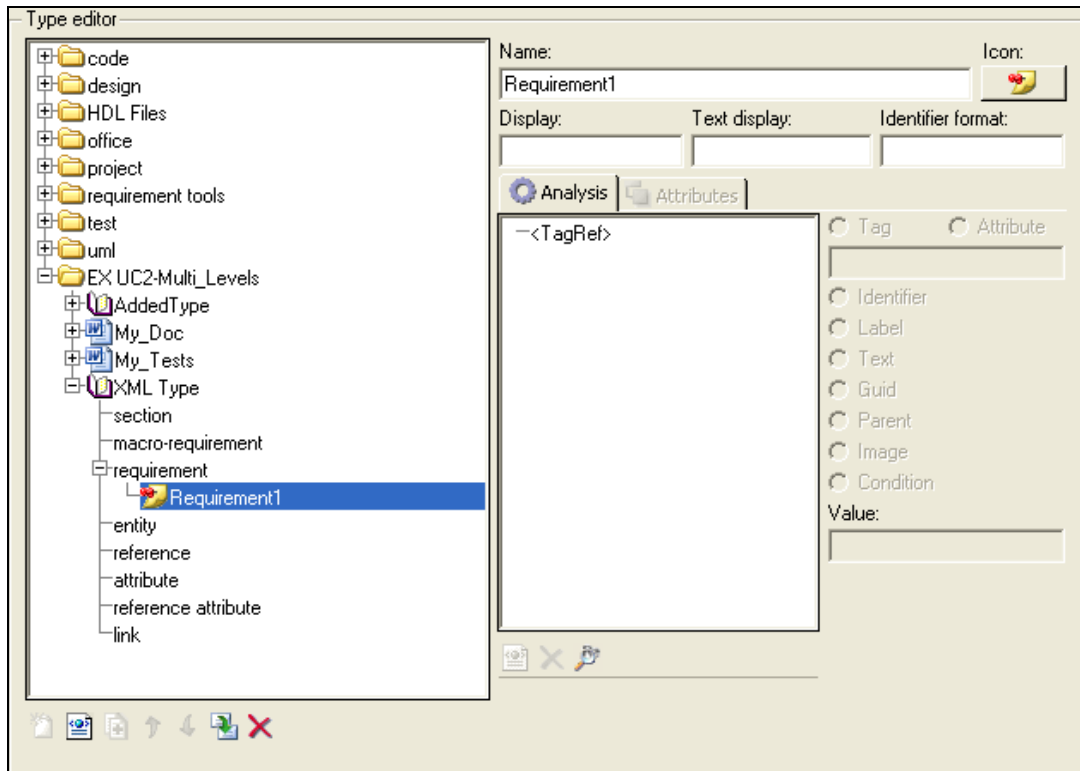 Type editor
code
design
HDL Files
office
project
requirement tools
test
uml
EX UC2-Multi_Levels
AddedType
My_Doc
My_Tests
XML Type
section
macro-requirement
requirement
Requirement1
entity
reference
attribute
reference attribute
link
Name:
Icon:
Requirement1
Display:
Text display:
Identifier format:
Analysis
Attributes
<TagRef>
Tag
Attribute
Identifier
Label
Text
Guid
Parent
Image
Condition
Value: